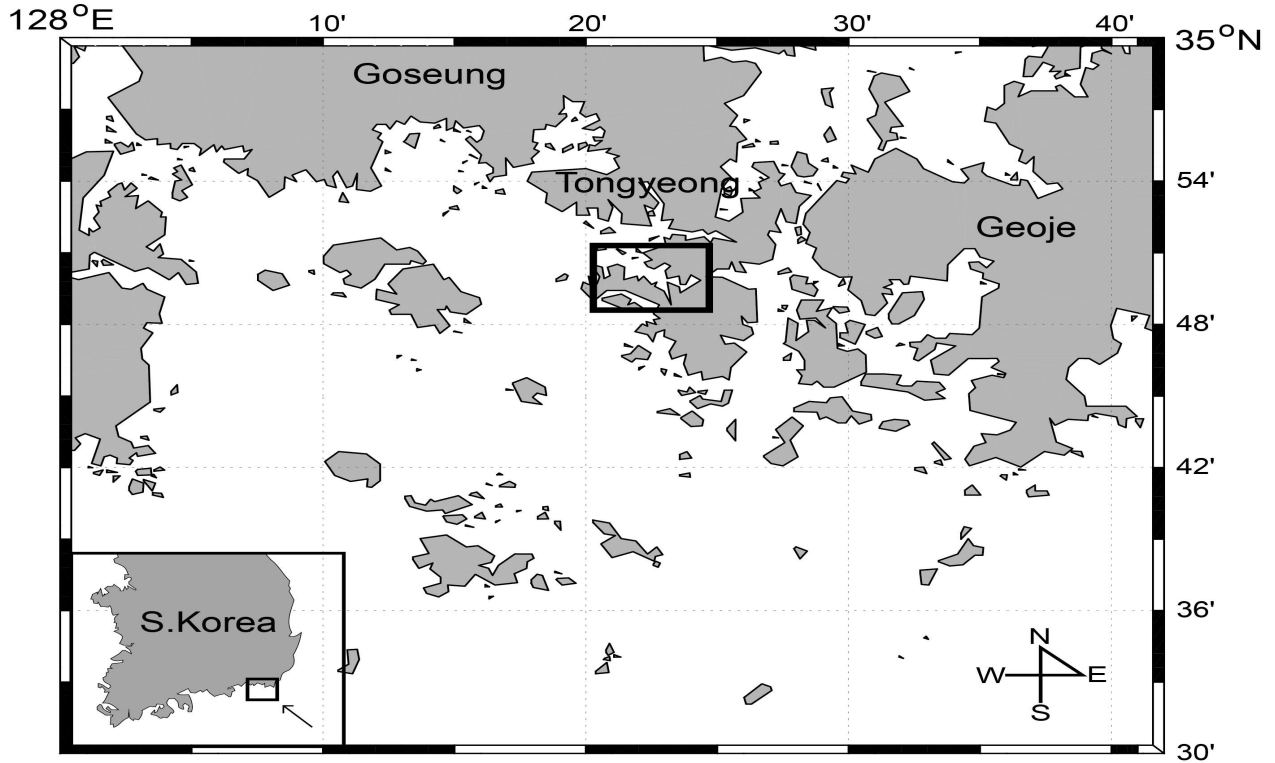 128°E 10' 20' 30' 40'
35°N
Goseung
Tongyeong
54'
Geoje
48'
42'
36'
S.Korea
N
W E
S
30'